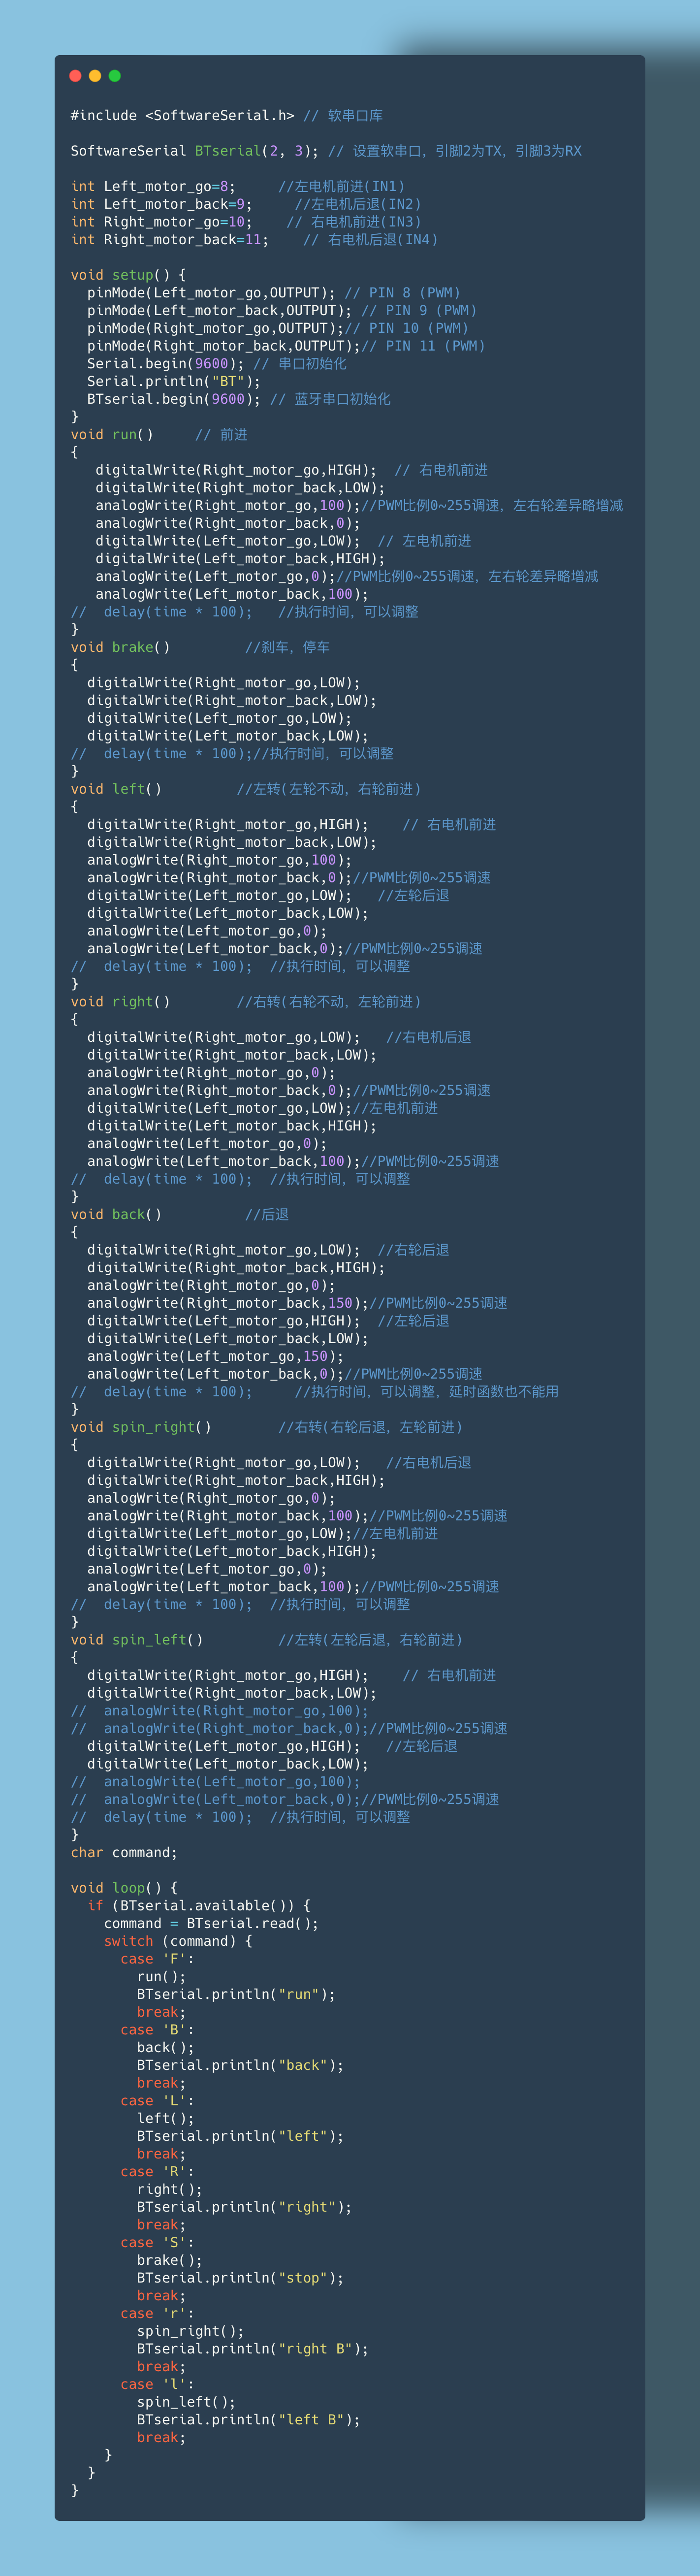 #include <SoftwareSerial.h> // 软串口库

SoftwareSerial BTserial(2, 3); // 设置软串口，引脚2为TX，引脚3为RX

int Left_motor_go=8;     //左电机前进(IN1)
int Left_motor_back=9;     //左电机后退(IN2)
int Right_motor_go=10;    // 右电机前进(IN3)
int Right_motor_back=11;    // 右电机后退(IN4)

void setup() {
  pinMode(Left_motor_go,OUTPUT); // PIN 8 (PWM)
  pinMode(Left_motor_back,OUTPUT); // PIN 9 (PWM)
  pinMode(Right_motor_go,OUTPUT);// PIN 10 (PWM)
  pinMode(Right_motor_back,OUTPUT);// PIN 11 (PWM)
  Serial.begin(9600); // 串口初始化
  Serial.println("BT");
  BTserial.begin(9600); // 蓝牙串口初始化
}
void run()     // 前进
{
   digitalWrite(Right_motor_go,HIGH);  // 右电机前进
   digitalWrite(Right_motor_back,LOW);
   analogWrite(Right_motor_go,100);//PWM比例0~255调速，左右轮差异略增减
   analogWrite(Right_motor_back,0);
   digitalWrite(Left_motor_go,LOW);  // 左电机前进
   digitalWrite(Left_motor_back,HIGH);
   analogWrite(Left_motor_go,0);//PWM比例0~255调速，左右轮差异略增减
   analogWrite(Left_motor_back,100);
//  delay(time * 100);   //执行时间，可以调整
}
void brake()         //刹车，停车
{
  digitalWrite(Right_motor_go,LOW);
  digitalWrite(Right_motor_back,LOW);
  digitalWrite(Left_motor_go,LOW);
  digitalWrite(Left_motor_back,LOW);
//  delay(time * 100);//执行时间，可以调整
}
void left()         //左转(左轮不动，右轮前进)
{
  digitalWrite(Right_motor_go,HIGH);    // 右电机前进
  digitalWrite(Right_motor_back,LOW);
  analogWrite(Right_motor_go,100);
  analogWrite(Right_motor_back,0);//PWM比例0~255调速
  digitalWrite(Left_motor_go,LOW);   //左轮后退
  digitalWrite(Left_motor_back,LOW);
  analogWrite(Left_motor_go,0);
  analogWrite(Left_motor_back,0);//PWM比例0~255调速
//  delay(time * 100);  //执行时间，可以调整
}
void right()        //右转(右轮不动，左轮前进)
{
  digitalWrite(Right_motor_go,LOW);   //右电机后退
  digitalWrite(Right_motor_back,LOW);
  analogWrite(Right_motor_go,0);
  analogWrite(Right_motor_back,0);//PWM比例0~255调速
  digitalWrite(Left_motor_go,LOW);//左电机前进
  digitalWrite(Left_motor_back,HIGH);
  analogWrite(Left_motor_go,0);
  analogWrite(Left_motor_back,100);//PWM比例0~255调速
//  delay(time * 100);  //执行时间，可以调整
}
void back()          //后退
{
  digitalWrite(Right_motor_go,LOW);  //右轮后退
  digitalWrite(Right_motor_back,HIGH);
  analogWrite(Right_motor_go,0);
  analogWrite(Right_motor_back,150);//PWM比例0~255调速
  digitalWrite(Left_motor_go,HIGH);  //左轮后退
  digitalWrite(Left_motor_back,LOW);
  analogWrite(Left_motor_go,150);
  analogWrite(Left_motor_back,0);//PWM比例0~255调速
//  delay(time * 100);     //执行时间，可以调整，延时函数也不能用
}
void spin_right()        //右转(右轮后退，左轮前进)
{
  digitalWrite(Right_motor_go,LOW);   //右电机后退
  digitalWrite(Right_motor_back,HIGH);
  analogWrite(Right_motor_go,0);
  analogWrite(Right_motor_back,100);//PWM比例0~255调速
  digitalWrite(Left_motor_go,LOW);//左电机前进
  digitalWrite(Left_motor_back,HIGH);
  analogWrite(Left_motor_go,0);
  analogWrite(Left_motor_back,100);//PWM比例0~255调速
//  delay(time * 100);  //执行时间，可以调整
}
void spin_left()         //左转(左轮后退，右轮前进)
{
  digitalWrite(Right_motor_go,HIGH);    // 右电机前进
  digitalWrite(Right_motor_back,LOW);
//  analogWrite(Right_motor_go,100);
//  analogWrite(Right_motor_back,0);//PWM比例0~255调速
  digitalWrite(Left_motor_go,HIGH);   //左轮后退
  digitalWrite(Left_motor_back,LOW);
//  analogWrite(Left_motor_go,100);
//  analogWrite(Left_motor_back,0);//PWM比例0~255调速
//  delay(time * 100);  //执行时间，可以调整
}
char command;

void loop() {
  if (BTserial.available()) {
    command = BTserial.read();
    switch (command) {
      case 'F':
        run();
        BTserial.println("run");
        break;
      case 'B':
        back();
        BTserial.println("back");
        break;
      case 'L':
        left();
        BTserial.println("left");
        break;
      case 'R':
        right();
        BTserial.println("right");
        break;
      case 'S':
        brake();
        BTserial.println("stop");
        break;
      case 'r':
        spin_right();
        BTserial.println("right B");
        break;
      case 'l':
        spin_left();
        BTserial.println("left B");
        break;
    }
  }
}